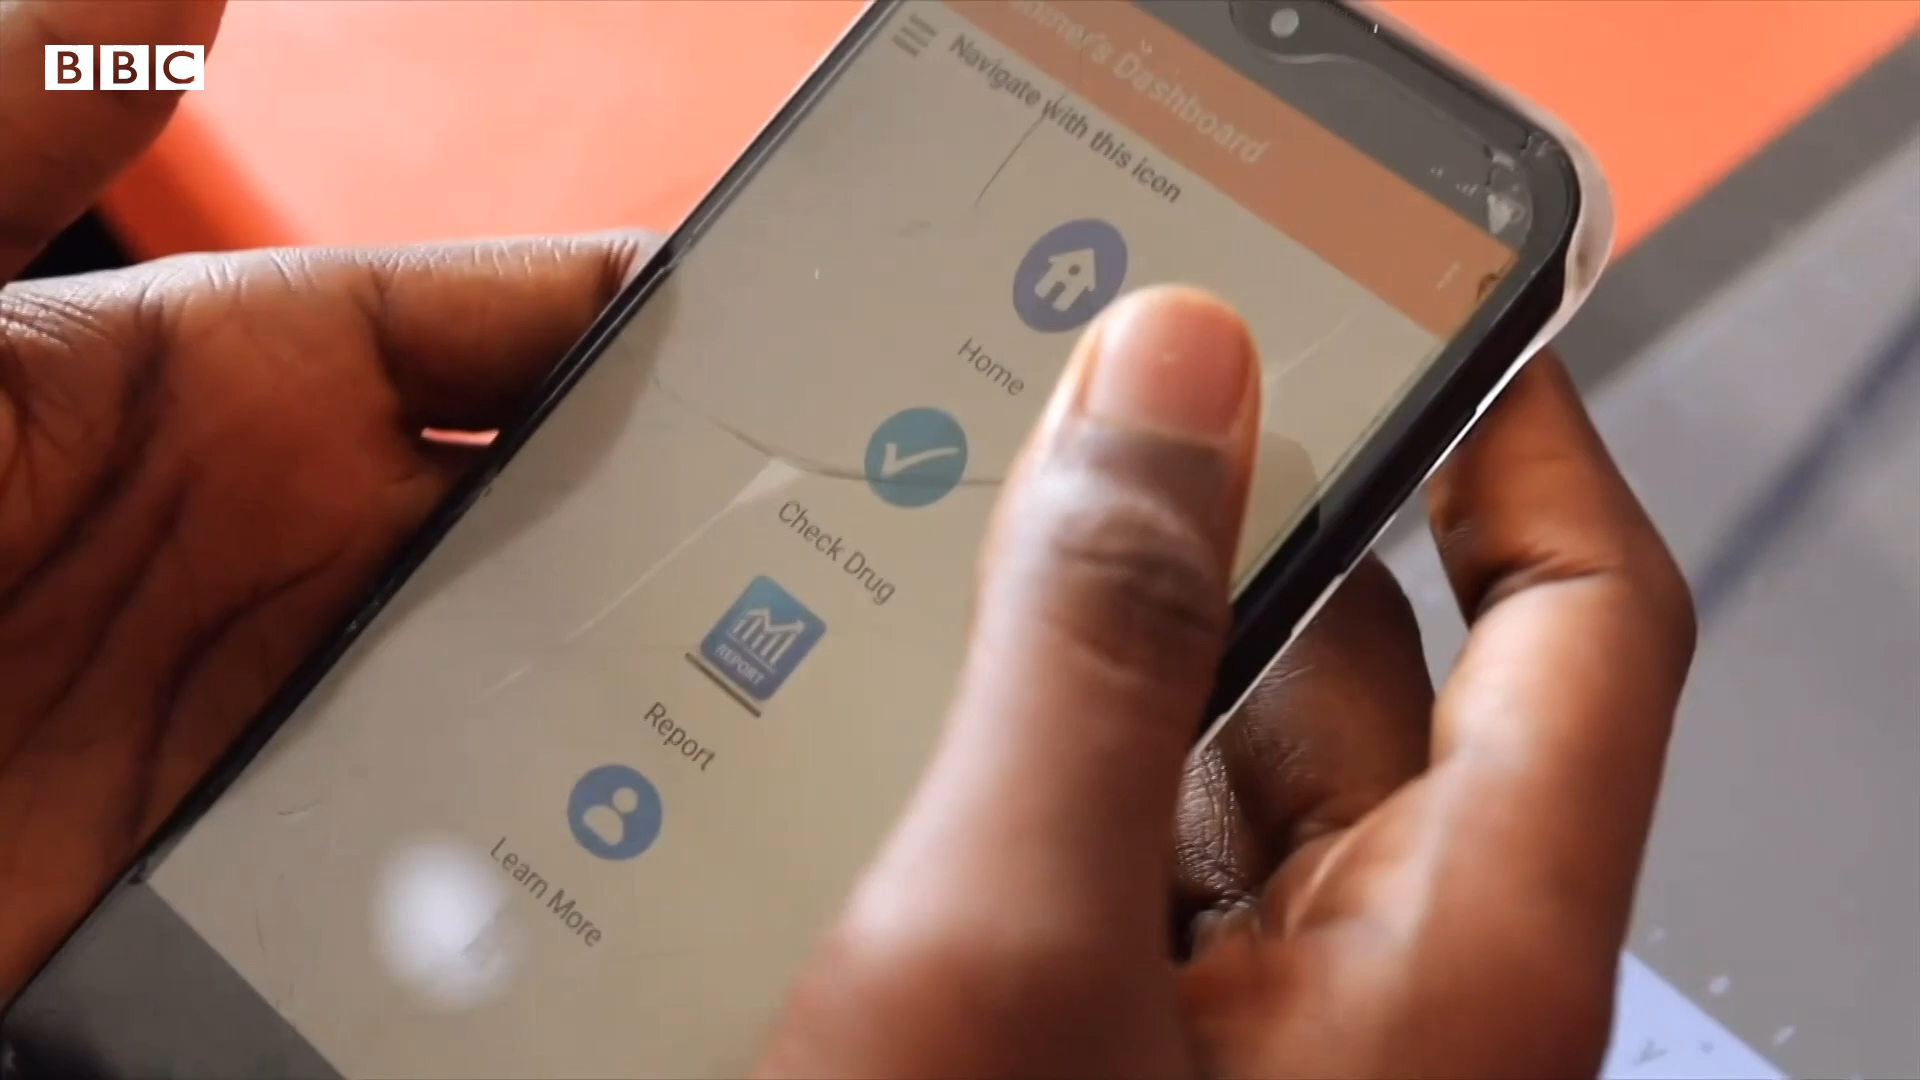 BBC
Dashboard
Navigate with this icon
Home
Check Drug
REPORT
Report
Learn More